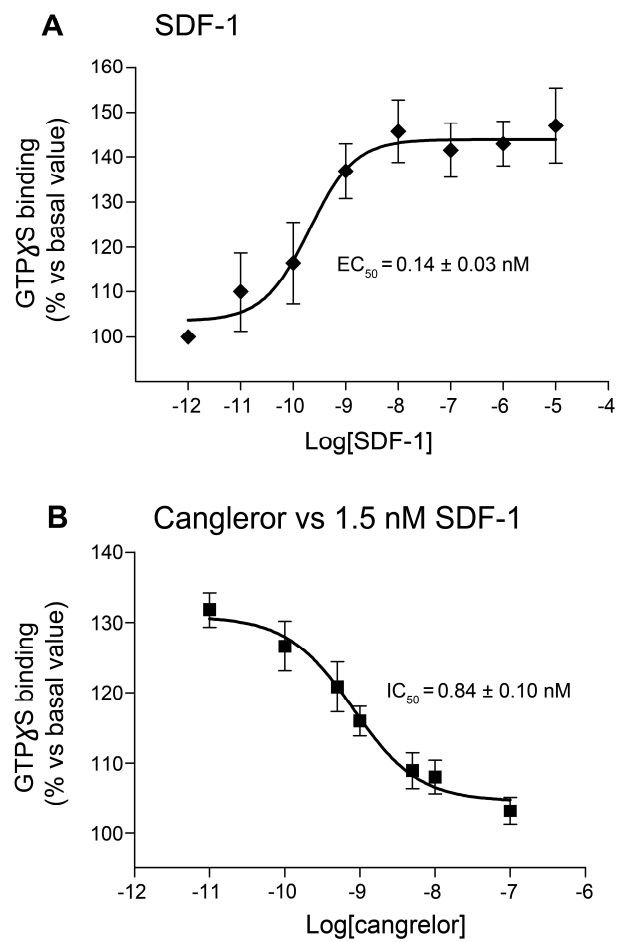 A SDF-1
160
150
140
130
120
110
100
GTPɣS binding
(% vs basal value)
EC50 = 0.14 ± 0.03 nM
-12 -11 -10 -9 -8 -7 -6 -5 -4
Log[SDF-1]
B Cangleror vs 1.5 nM SDF-1
140
130
120
110
100
GTPɣS binding
(% vs basal value)
IC50 = 0.84 ± 0.10 nM
-12 -11 -10 -9 -8 -7 -6
Log[cangrelor]